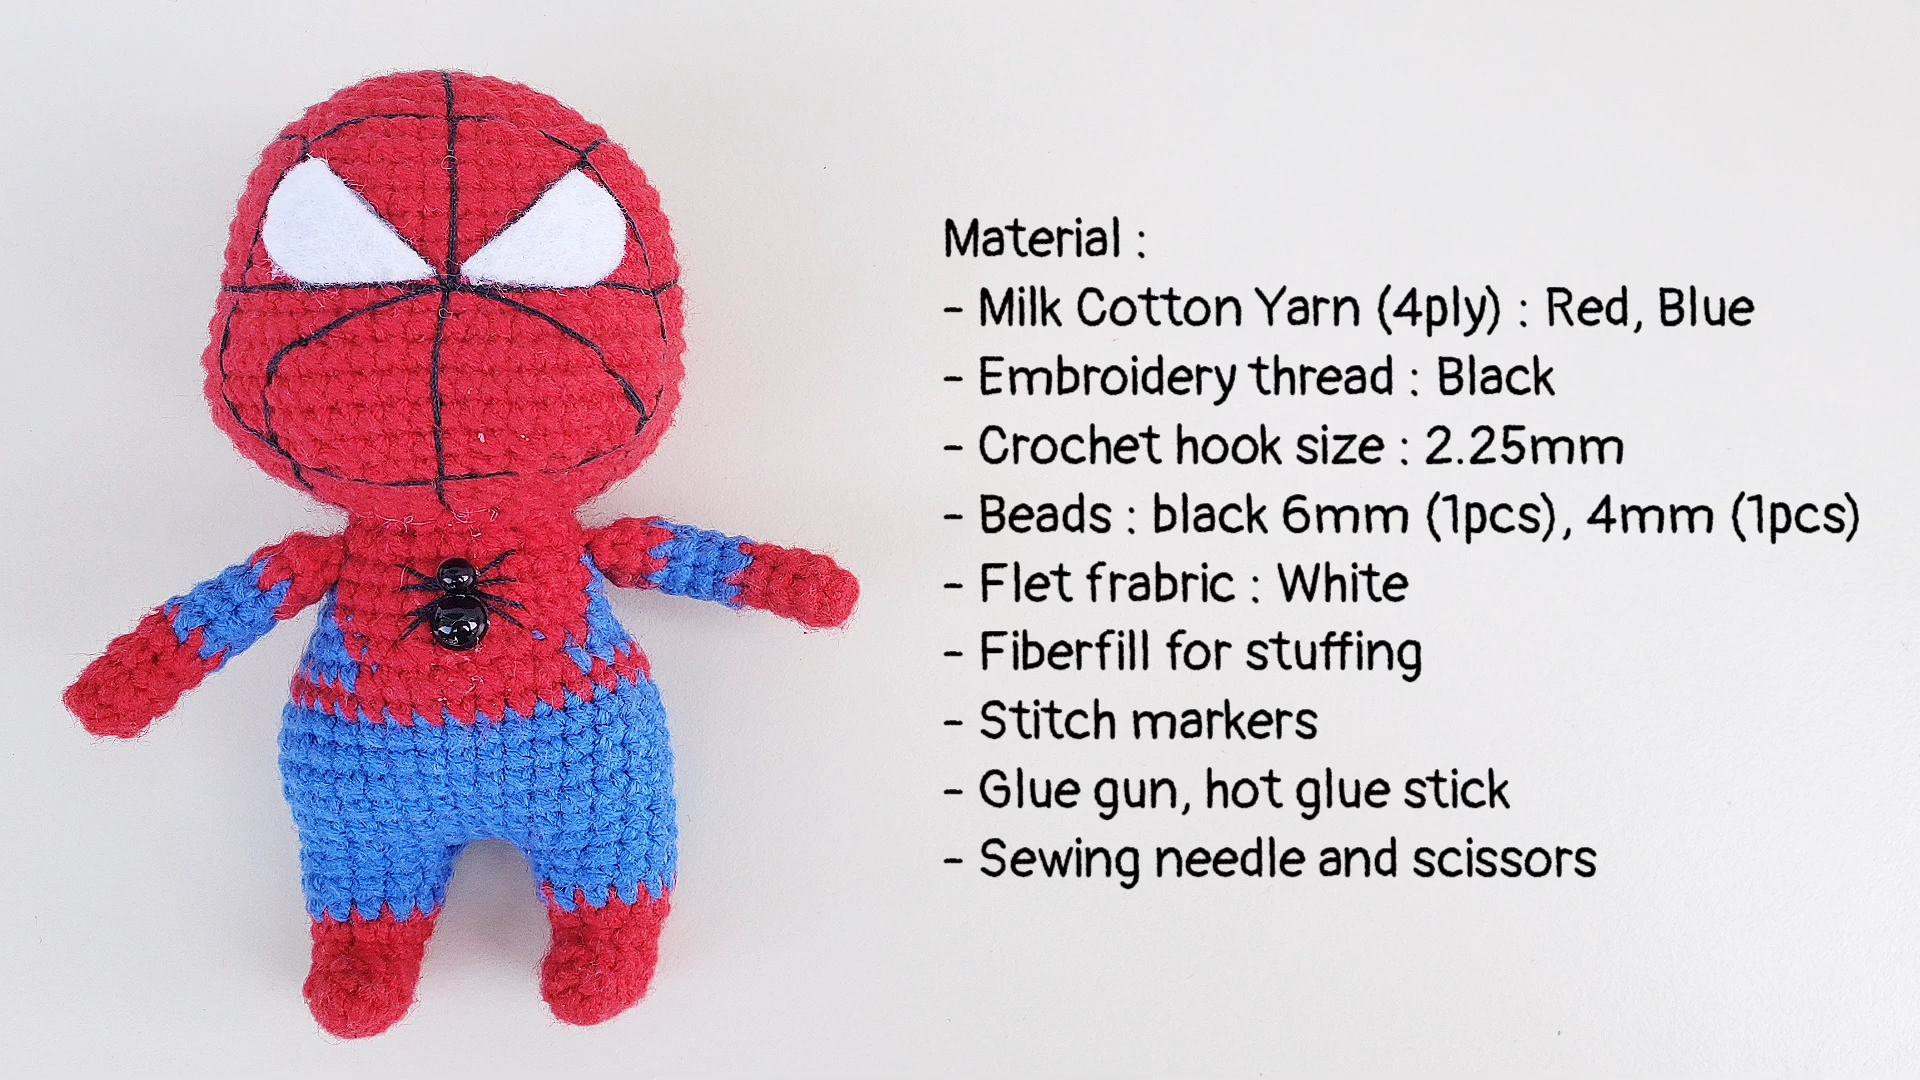 Material :
- Milk Cotton Yarn (4ply) : Red, Blue
- Embroidery thread : Black
- Crochet hook size : 2.25mm
- Beads : black 6mm (1pcs), 4mm (1pcs)
- Flet frabric : White
- Fiberfill for stuffing
- Stitch markers
- Glue gun, hot glue stick
- Sewing needle and scissors